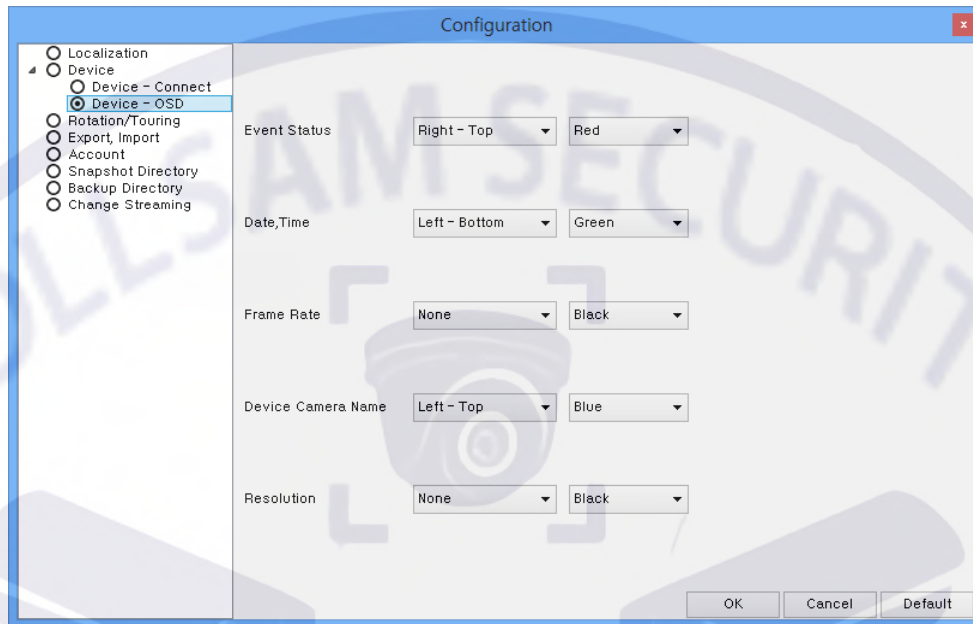 Configuration
x
Localization
Device
Device - Connect
Device - OSD
Rotation/Touring
Export, Import
Account
Snapshot Directory
Backup Directory
Change Streaming
Event Status Right - Top Red
Date,Time Left - Bottom Green
Frame Rate None Black
Device Camera Name Left - Top Blue
Resolution None Black
OK Cancel Default
OLLSAM SECURIT